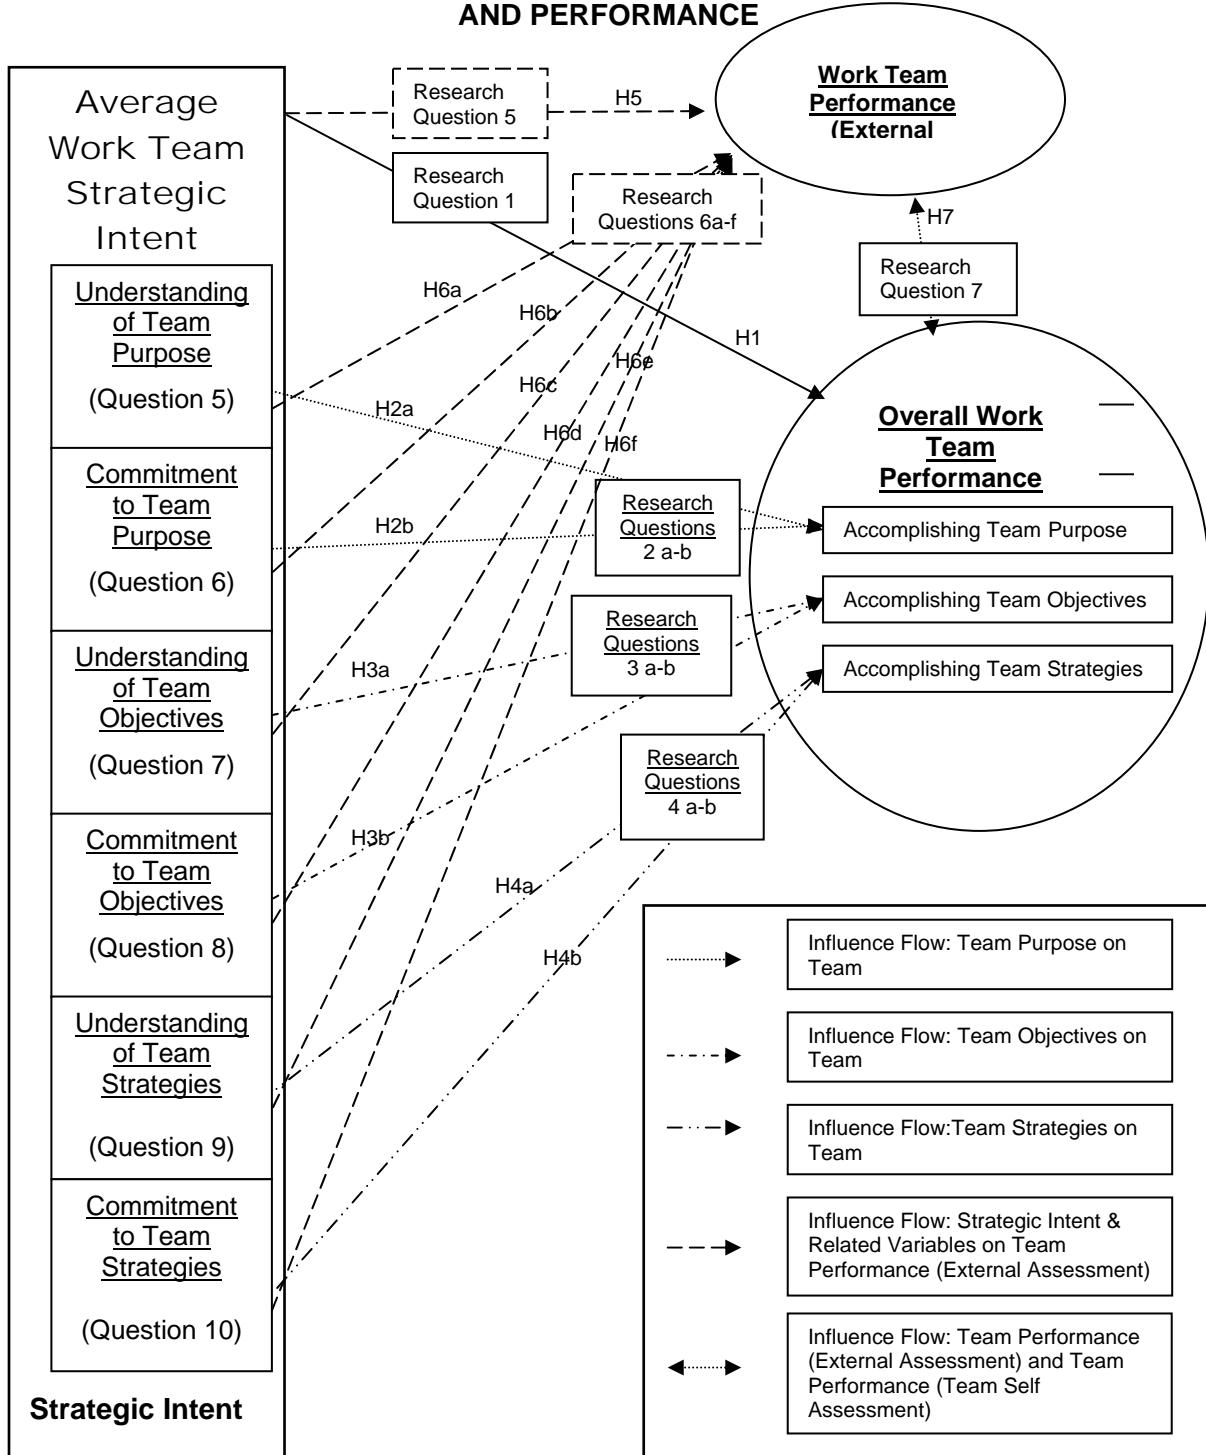 AND PERFORMANCE
Average
Work Team
Strategic
Intent
Understanding
of Team
Purpose
(Question 5)
Commitment
to Team
Purpose
(Question 6)
Understanding
of Team
Objectives
(Question 7)
Commitment
to Team
Objectives
(Question 8)
Understanding
of Team
Strategies
(Question 9)
Commitment
to Team
Strategies
(Question 10)
Strategic Intent
Research
Question 5
H5
Research
Question 1
Research
Questions 6a-f
Work Team
Performance
(External
H7
Research
Question 7
H6a
H6b
H1
H6e
H6c
H2a
H6d
H6f
H2b
Research
Questions
2 a-b
H3a
Research
Questions
3 a-b
H3b
Research
Questions
4 a-b
H4a
H4b
Overall Work
Team
Performance
Accomplishing Team Purpose
Accomplishing Team Objectives
Accomplishing Team Strategies
Influence Flow: Team Purpose on
Team
Influence Flow: Team Objectives on
Team
Influence Flow:Team Strategies on
Team
Influence Flow: Strategic Intent &
Related Variables on Team
Performance (External Assessment)
Influence Flow: Team Performance
(External Assessment) and Team
Performance (Team Self
Assessment)